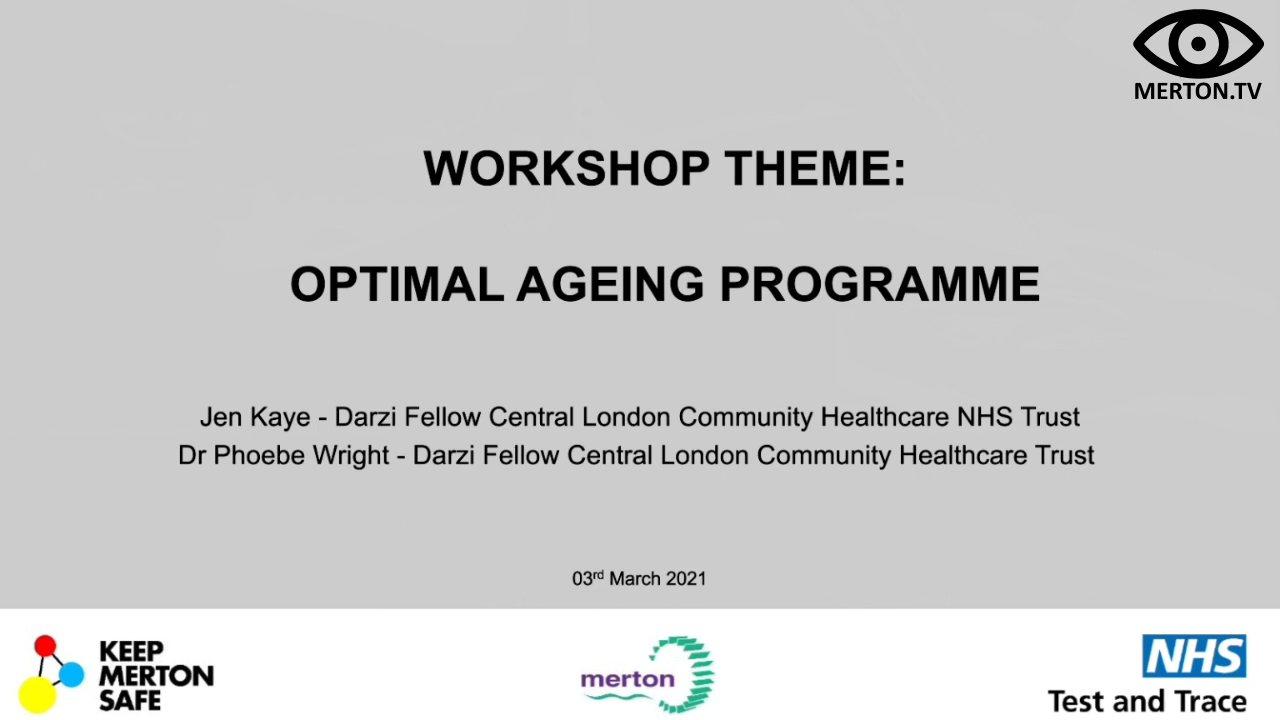 MERTON.TV
WORKSHOP THEME:
OPTIMAL AGEING PROGRAMME
Jen Kaye - Darzi Fellow Central London Community Healthcare NHS Trust
Dr Phoebe Wright - Darzi Fellow Central London Community Healthcare Trust
03rd March 2021
KEEP
MERTON
SAFE
merton
NHS
Test and Trace